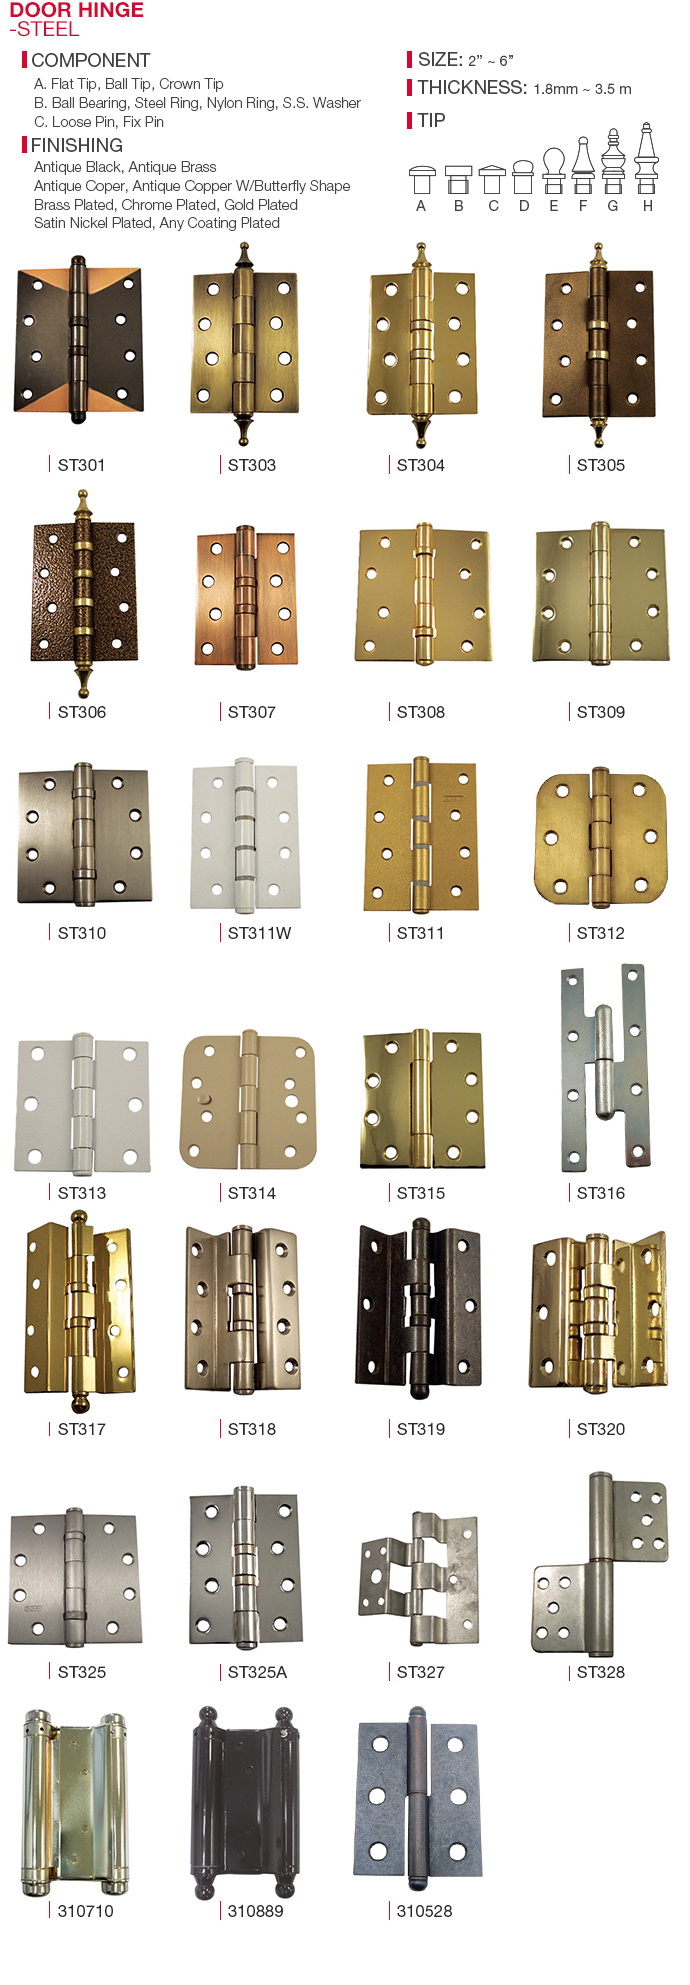 DOOR HINGE
-STEEL
COMPONENT
A. Flat Tip, Ball Tip, Crown Tip
B. Ball Bearing, Steel Ring, Nylon Ring, S.S. Washer
C. Loose Pin, Fix Pin
FINISHING
Antique Black, Antique Brass
Antique Coper, Antique Copper W/Butterfly Shape
Brass Plated, Chrome Plated, Gold Plated
Satin Nickel Plated, Any Coating Plated
SIZE: 2” ~ 6”
THICKNESS: 1.8mm ~ 3.5 m
TIP
A B C D E F G H
ST301 ST303 ST304 ST305
ST306 ST307 ST308 ST309
ST310 ST311W ST311 ST312
ST313 ST314 ST315 ST316
ST317 ST318 ST319 ST320
ST325 ST325A ST327 ST328
310710 310889 310528